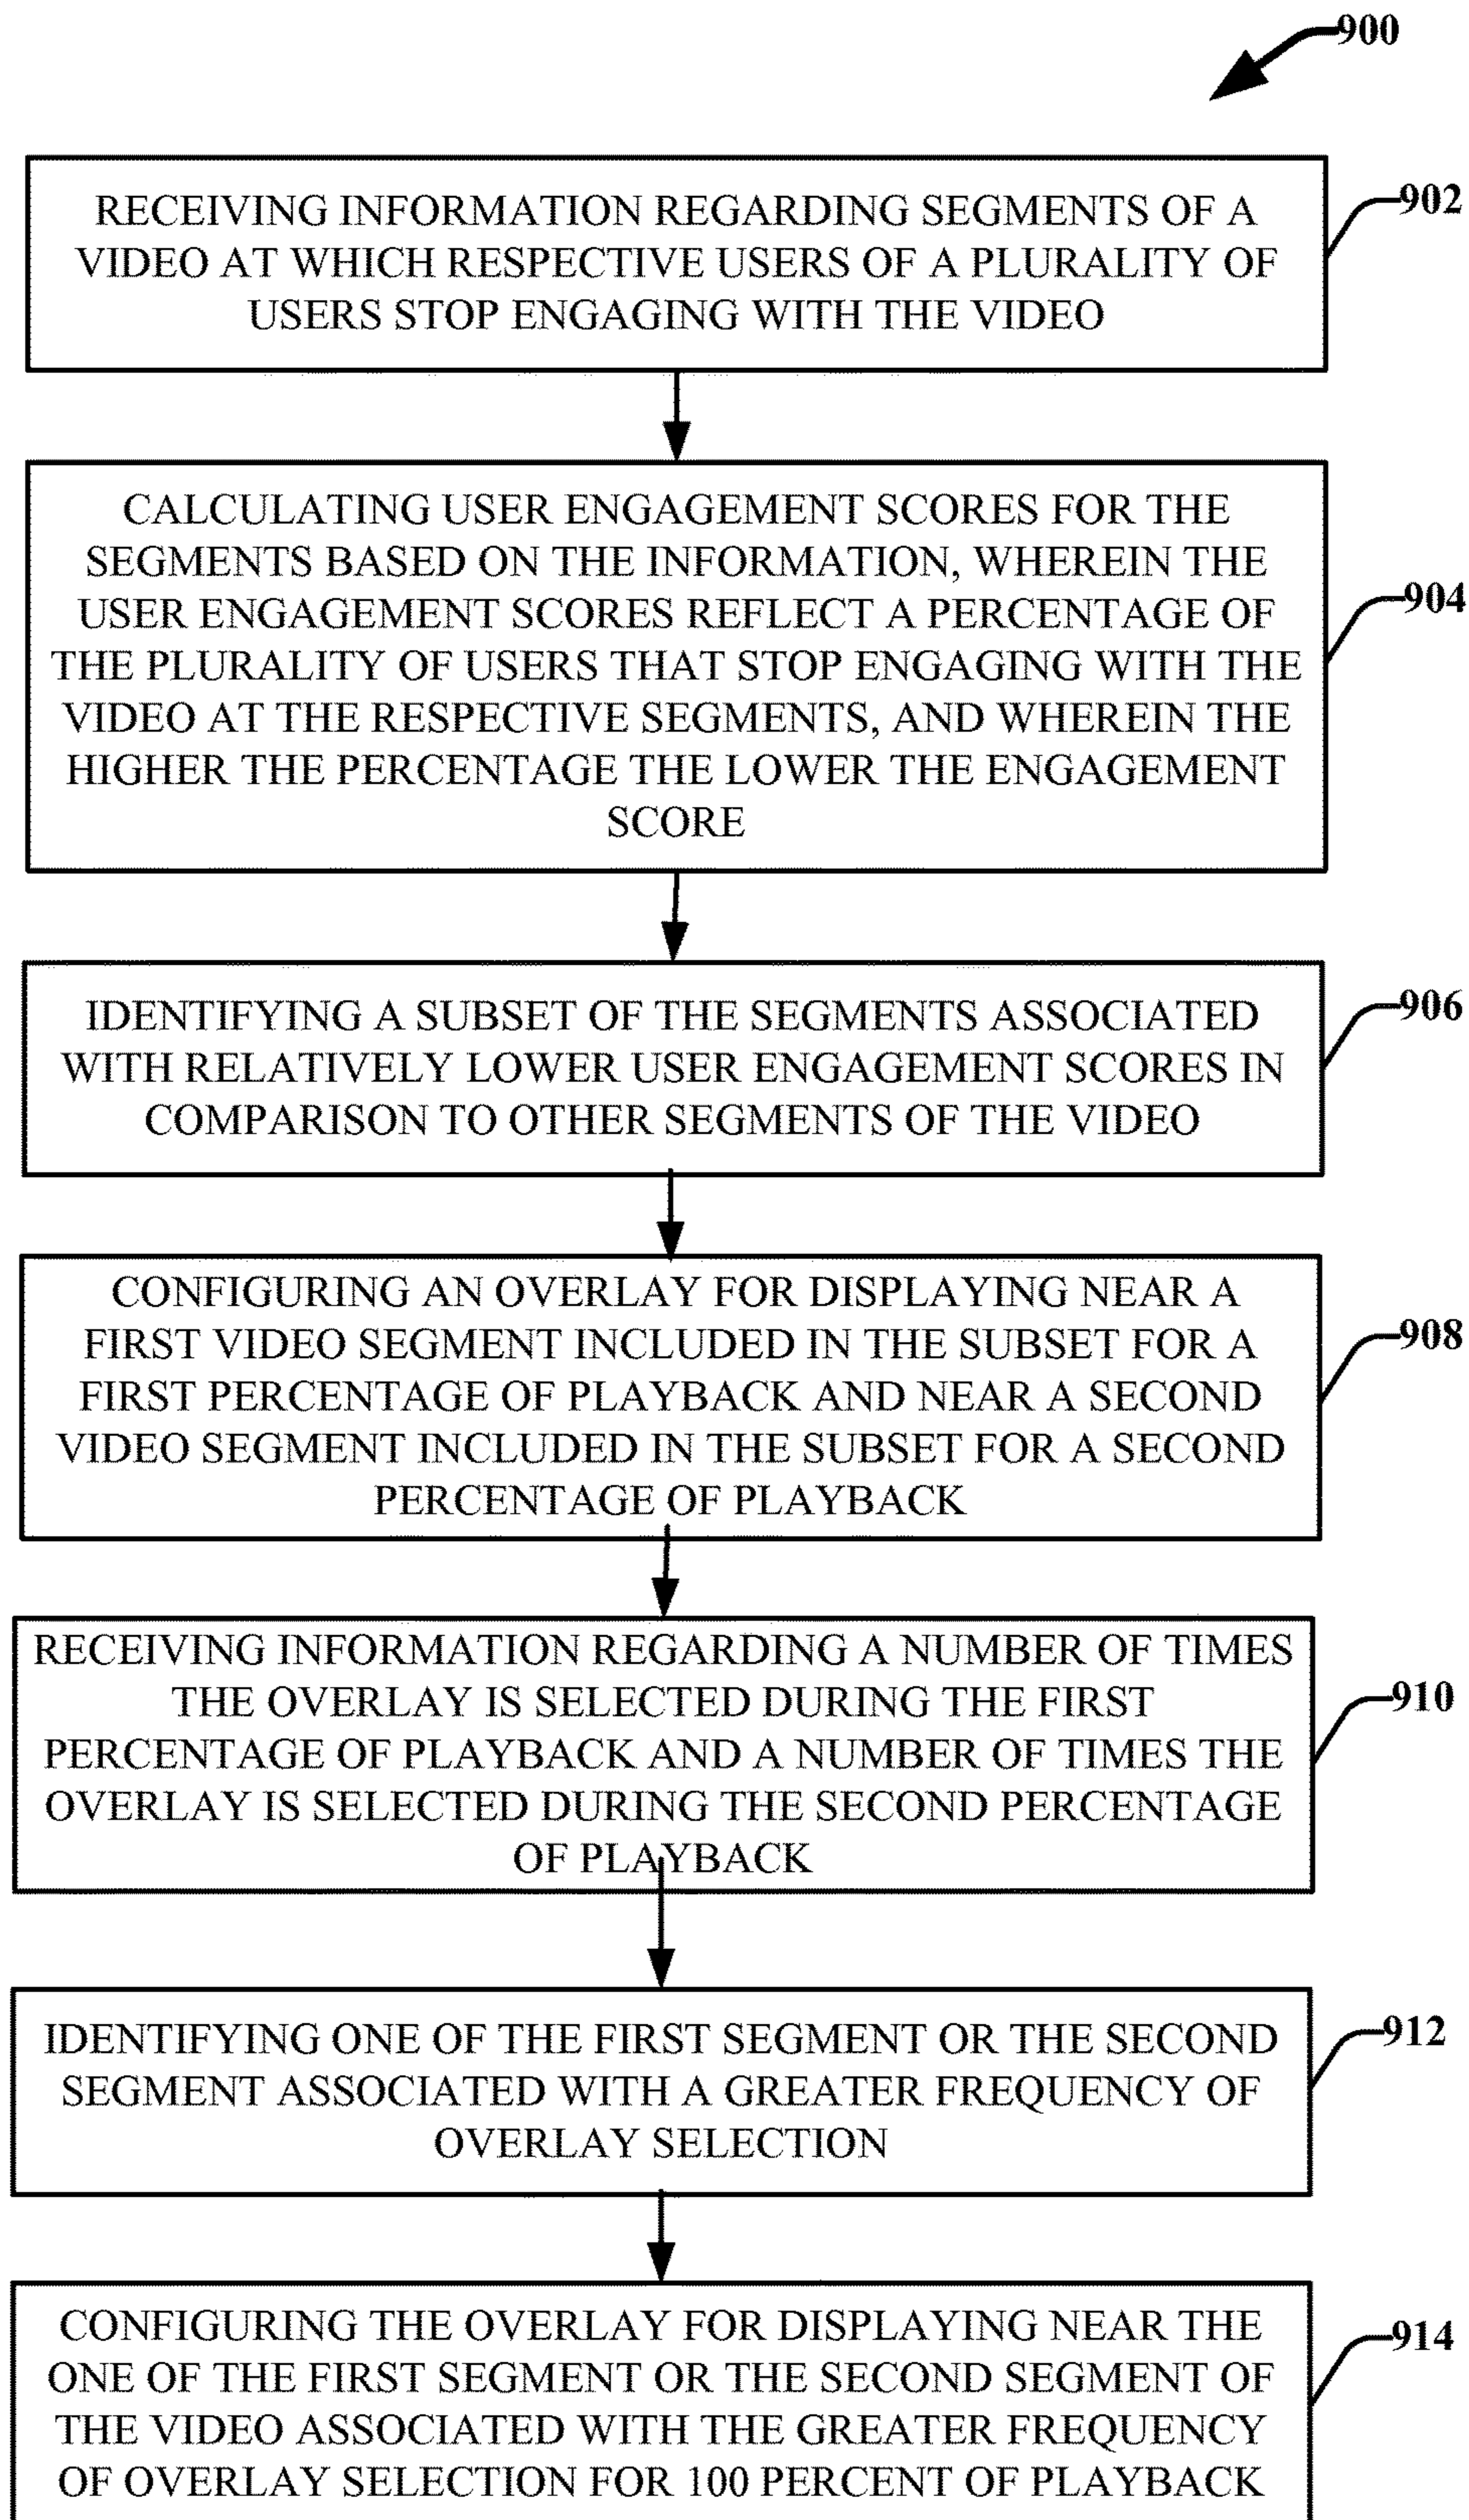 900
RECEIVING INFORMATION REGARDING SEGMENTS OF A
VIDEO AT WHICH RESPECTIVE USERS OF A PLURALITY OF
USERS STOP ENGAGING WITH THE VIDEO
902
CALCULATING USER ENGAGEMENT SCORES FOR THE
SEGMENTS BASED ON THE INFORMATION, WHEREIN THE
USER ENGAGEMENT SCORES REFLECT A PERCENTAGE OF
THE PLURALITY OF USERS THAT STOP ENGAGING WITH THE
VIDEO AT THE RESPECTIVE SEGMENTS, AND WHEREIN THE
HIGHER THE PERCENTAGE THE LOWER THE ENGAGEMENT
SCORE
904
IDENTIFYING A SUBSET OF THE SEGMENTS ASSOCIATED
WITH RELATIVELY LOWER USER ENGAGEMENT SCORES IN
COMPARISON TO OTHER SEGMENTS OF THE VIDEO
906
CONFIGURING AN OVERLAY FOR DISPLAYING NEAR A
FIRST VIDEO SEGMENT INCLUDED IN THE SUBSET FOR A
FIRST PERCENTAGE OF PLAYBACK AND NEAR A SECOND
VIDEO SEGMENT INCLUDED IN THE SUBSET FOR A SECOND
PERCENTAGE OF PLAYBACK
908
RECEIVING INFORMATION REGARDING A NUMBER OF TIMES
THE OVERLAY IS SELECTED DURING THE FIRST
PERCENTAGE OF PLAYBACK AND A NUMBER OF TIMES THE
OVERLAY IS SELECTED DURING THE SECOND PERCENTAGE
OF PLAYBACK
910
IDENTIFYING ONE OF THE FIRST SEGMENT OR THE SECOND
SEGMENT ASSOCIATED WITH A GREATER FREQUENCY OF
OVERLAY SELECTION
912
CONFIGURING THE OVERLAY FOR DISPLAYING NEAR THE
ONE OF THE FIRST SEGMENT OR THE SECOND SEGMENT OF
THE VIDEO ASSOCIATED WITH THE GREATER FREQUENCY
OF OVERLAY SELECTION FOR 100 PERCENT OF PLAYBACK
914